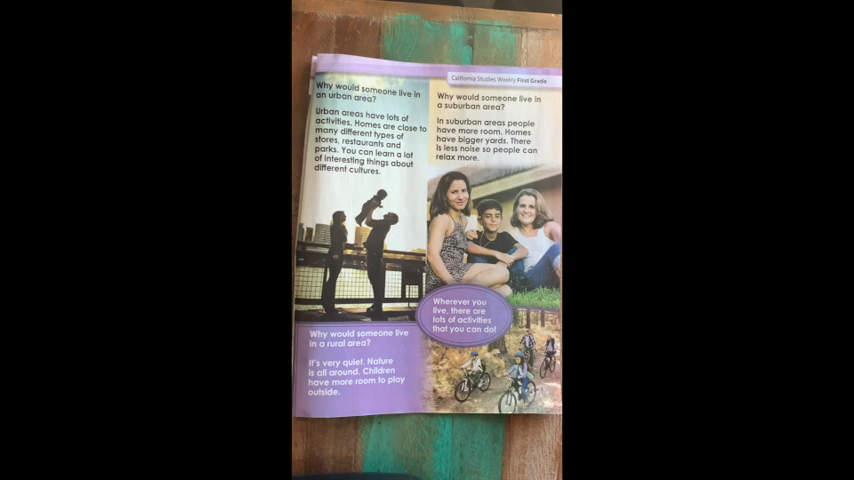 California Studies Weekly First Grade
Why would someone live in
an urban area?
Urban areas have lots of
activities. Homes are close to
many different types of
stores, restaurants and
parks. You can learn a lot
of interesting things about
different cultures.
Why would someone live in
a suburban area?
In suburban areas people
have more room. Homes
have bigger yards. There
is less noise so people can
relax more.
Wherever you
live, there are
lots of activities
that you can do!
Why would someone live
in a rural area?
It's very quiet. Nature
is all around. Children
have more room to play
outside.